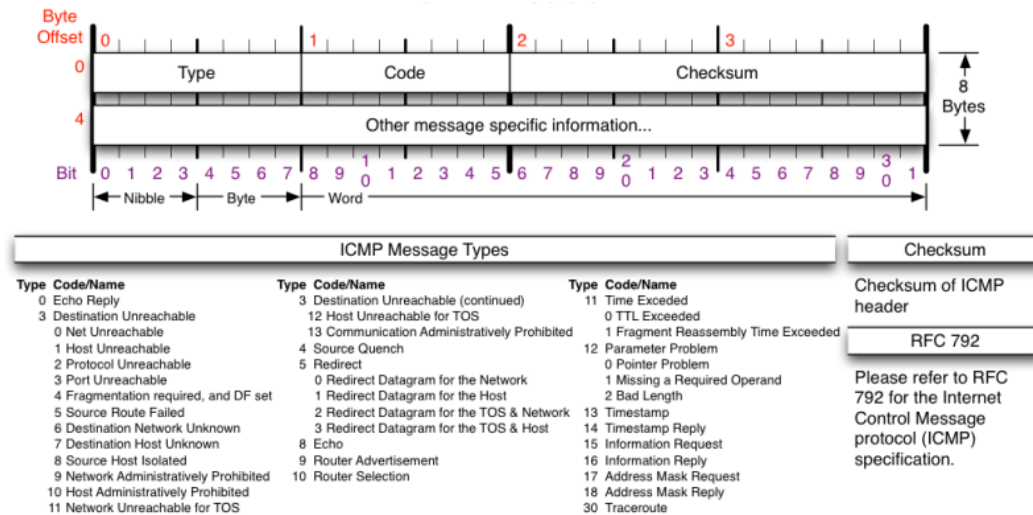 Byte
Offset
0 1 2 3
0
Type Code Checksum
8
Bytes
4
Other message specific information...
Bit 0 1 2 3 4 5 6 7 8 9 10 1 2 3 4 5 6 7 8 9 20 1 2 3 4 5 6 7 8 9 30 1
Nibble Byte Word
ICMP Message Types
Type Code/Name
0 Echo Reply
3 Destination Unreachable
0 Net Unreachable
1 Host Unreachable
2 Protocol Unreachable
3 Port Unreachable
4 Fragmentation required, and DF set
5 Source Route Failed
6 Destination Network Unknown
7 Destination Host Unknown
8 Source Host Isolated
9 Network Administratively Prohibited
10 Host Administratively Prohibited
11 Network Unreachable for TOS
Type Code/Name
3 Destination Unreachable (continued)
12 Host Unreachable for TOS
13 Communication Administratively Prohibited
4 Source Quench
5 Redirect
0 Redirect Datagram for the Network
1 Redirect Datagram for the Host
2 Redirect Datagram for the TOS & Network
3 Redirect Datagram for the TOS & Host
8 Echo
9 Router Advertisement
10 Router Selection
Type Code/Name
11 Time Exceded
0 TTL Exceeded
1 Fragment Reassembly Time Exceeded
12 Parameter Problem
0 Pointer Problem
1 Missing a Required Operand
2 Bad Length
13 Timestamp
14 Timestamp Reply
15 Information Request
16 Information Reply
17 Address Mask Request
18 Address Mask Reply
30 Traceroute
Checksum
Checksum of ICMP
header
RFC 792
Please refer to RFC
792 for the Internet
Control Message
protocol (ICMP)
specification.